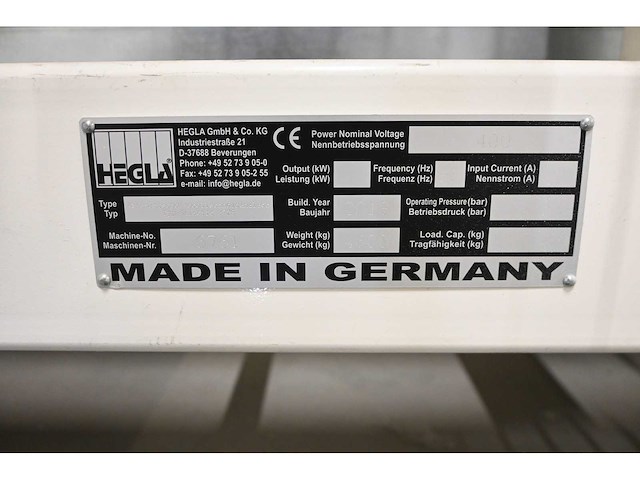 HEGLA
HEGLA GmbH & Co. KG
Industriestraße 21
D-37688 Beverungen
Phone: +49 52 73 9 05-0
Fax: +49 52 73 9 05-2 55
e-mail: info@hegla.de
CE
Power Nominal Voltage
Nennbetriebsspannung
Output (kW)
Leistung (kW)
Frequency (Hz)
Frequenz (Hz)
Input Current (A)
Nennstrom (A)
Type
Typ
Build. Year
Baujahr
Operating Pressure(bar)
Betriebsdruck (bar)
Machine-No.
Maschinen-Nr.
Weight (kg)
Gewicht (kg)
Load. Cap. (kg)
Tragfähigkeit (kg)
MADE IN GERMANY